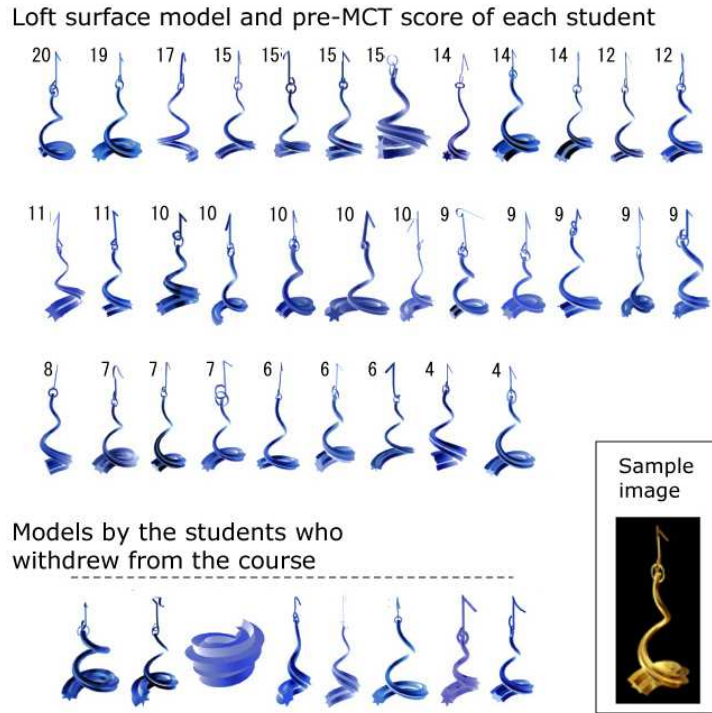 Loft surface model and pre-MCT score of each student
20 19 17 15 15 15 15 14 14 14 12 12
11 11 10 10 10 10 10 9 9 9 9 9
8 7 7 7 6 6 6 4 4
Sample
image
Models by the students who
withdrew from the course